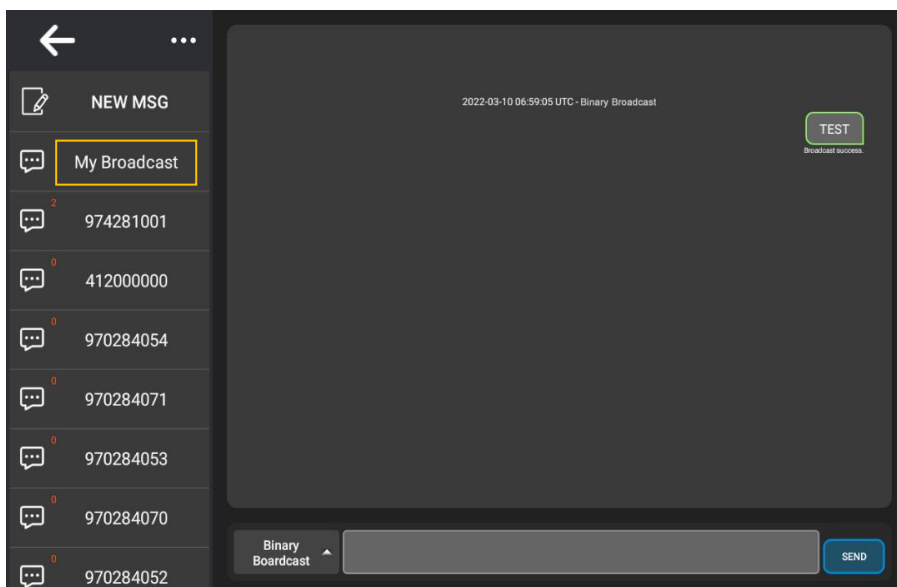 NEW MSG
My Broadcast
2
974281001
0
412000000
0
970284054
0
970284071
0
970284053
0
970284070
0
970284052
2022-03-10 06:59:05 UTC - Binary Broadcast
TEST
Broadcast success.
Binary
Boardcast
SEND